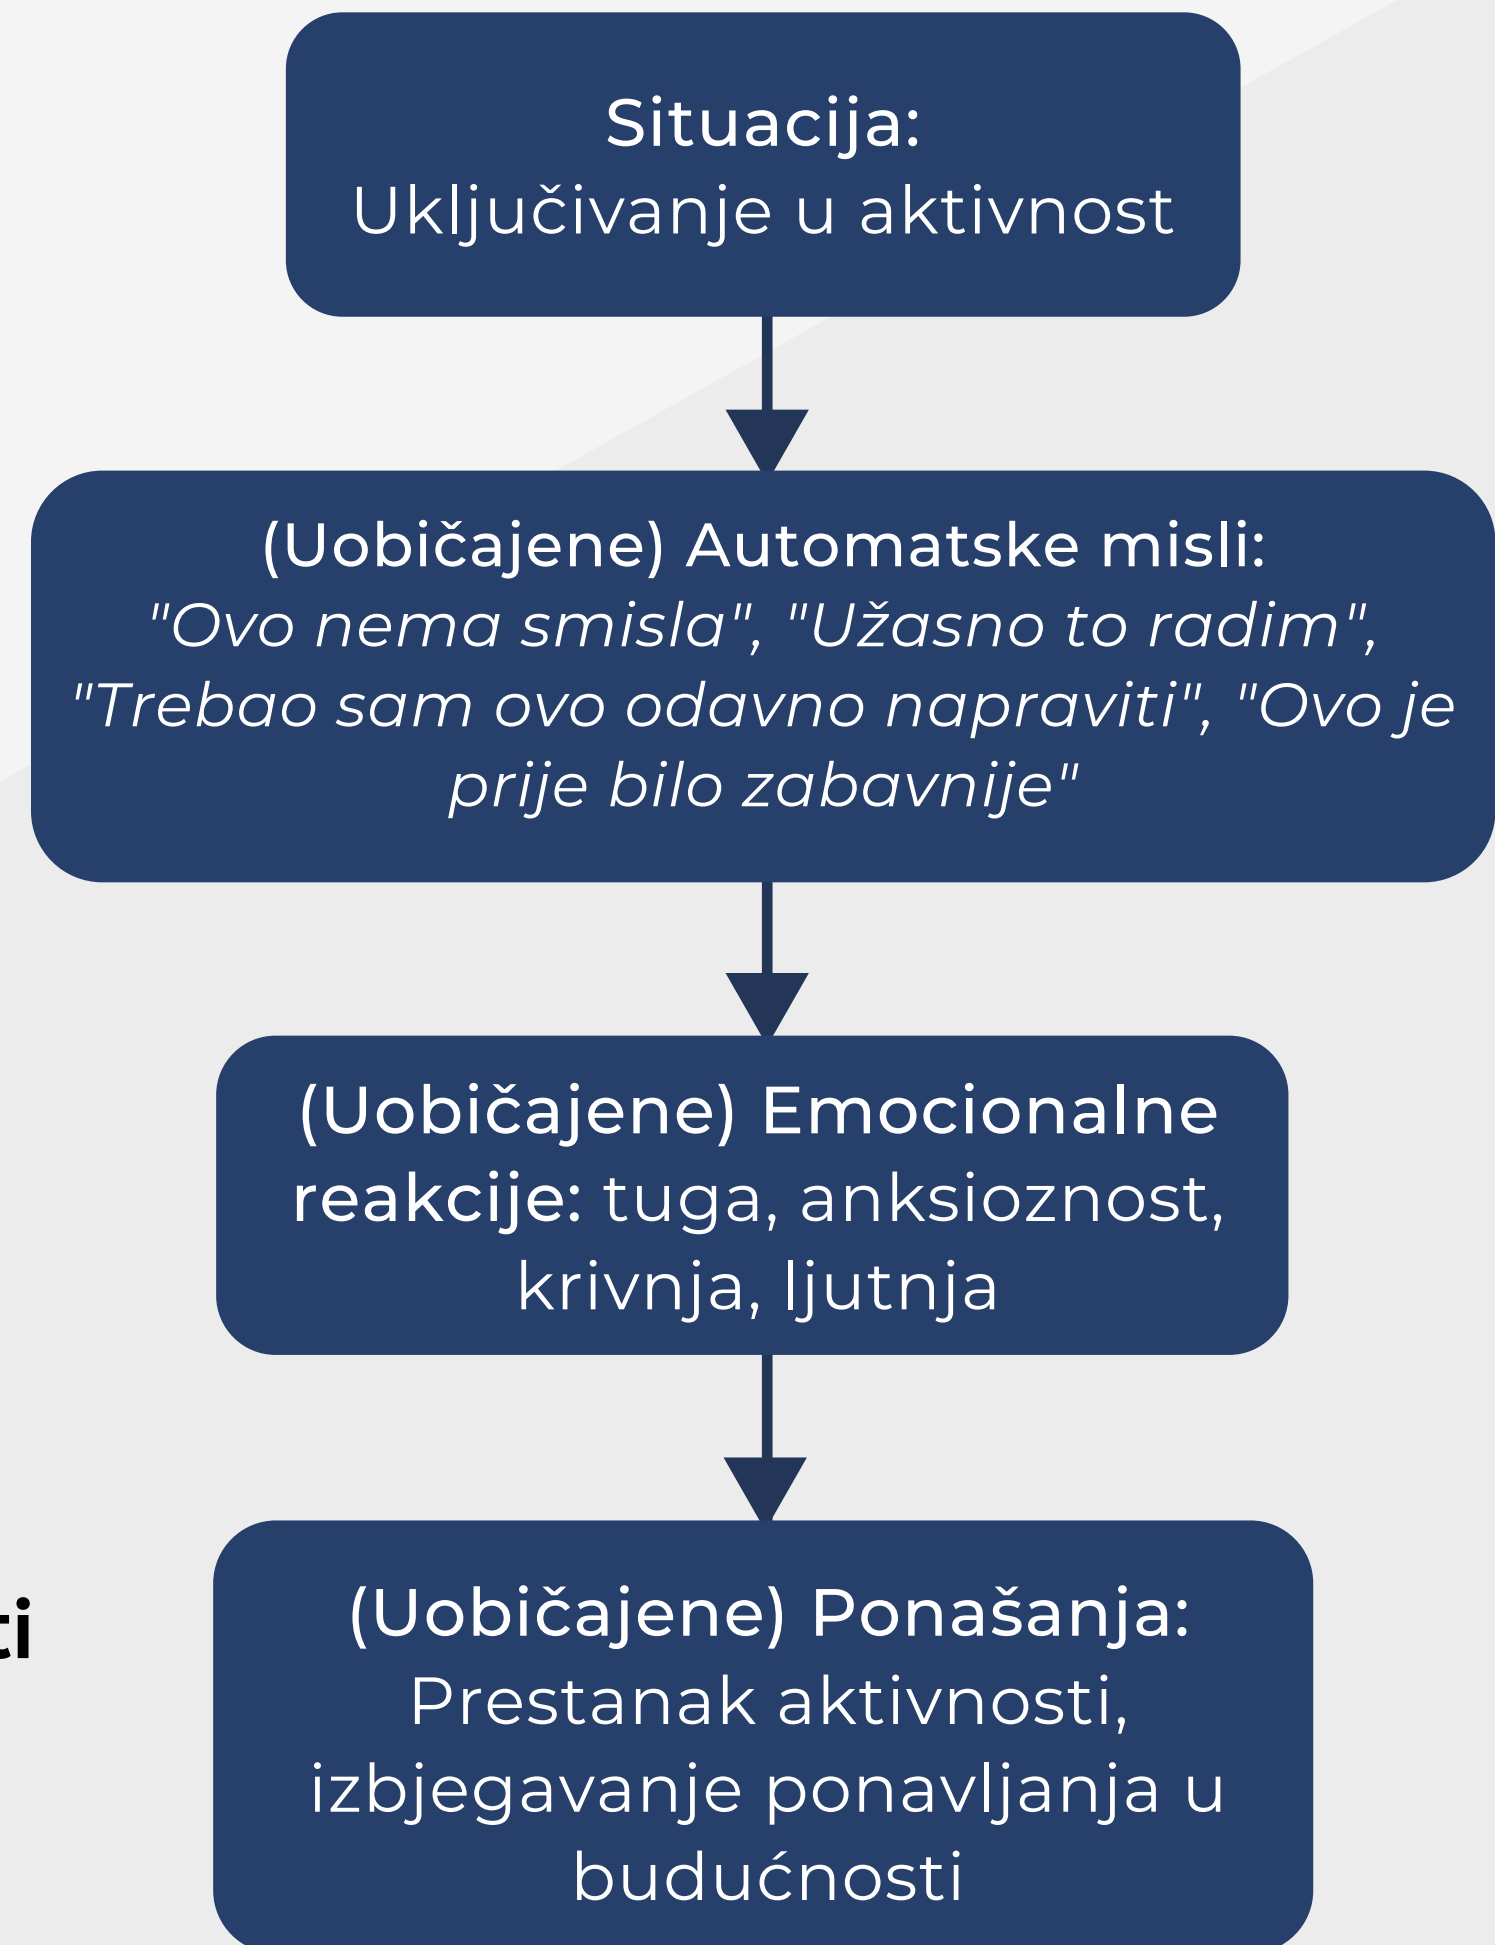 Situacija:
Uključivanje u aktivnost
(Uobičajene) Automatske misli:
"Ovo nema smisla", "Užasno to radim",
"Trebao sam ovo odavno napraviti", "Ovo je
prije bilo zabavnije"
(Uobičajene) Emocionalne
reakcije: tuga, anksioznost,
krivnja, ljutnja
ti
(Uobičajene) Ponašanja:
Prestanak aktivnosti,
izbjegavanje ponavljanja u
budućnosti